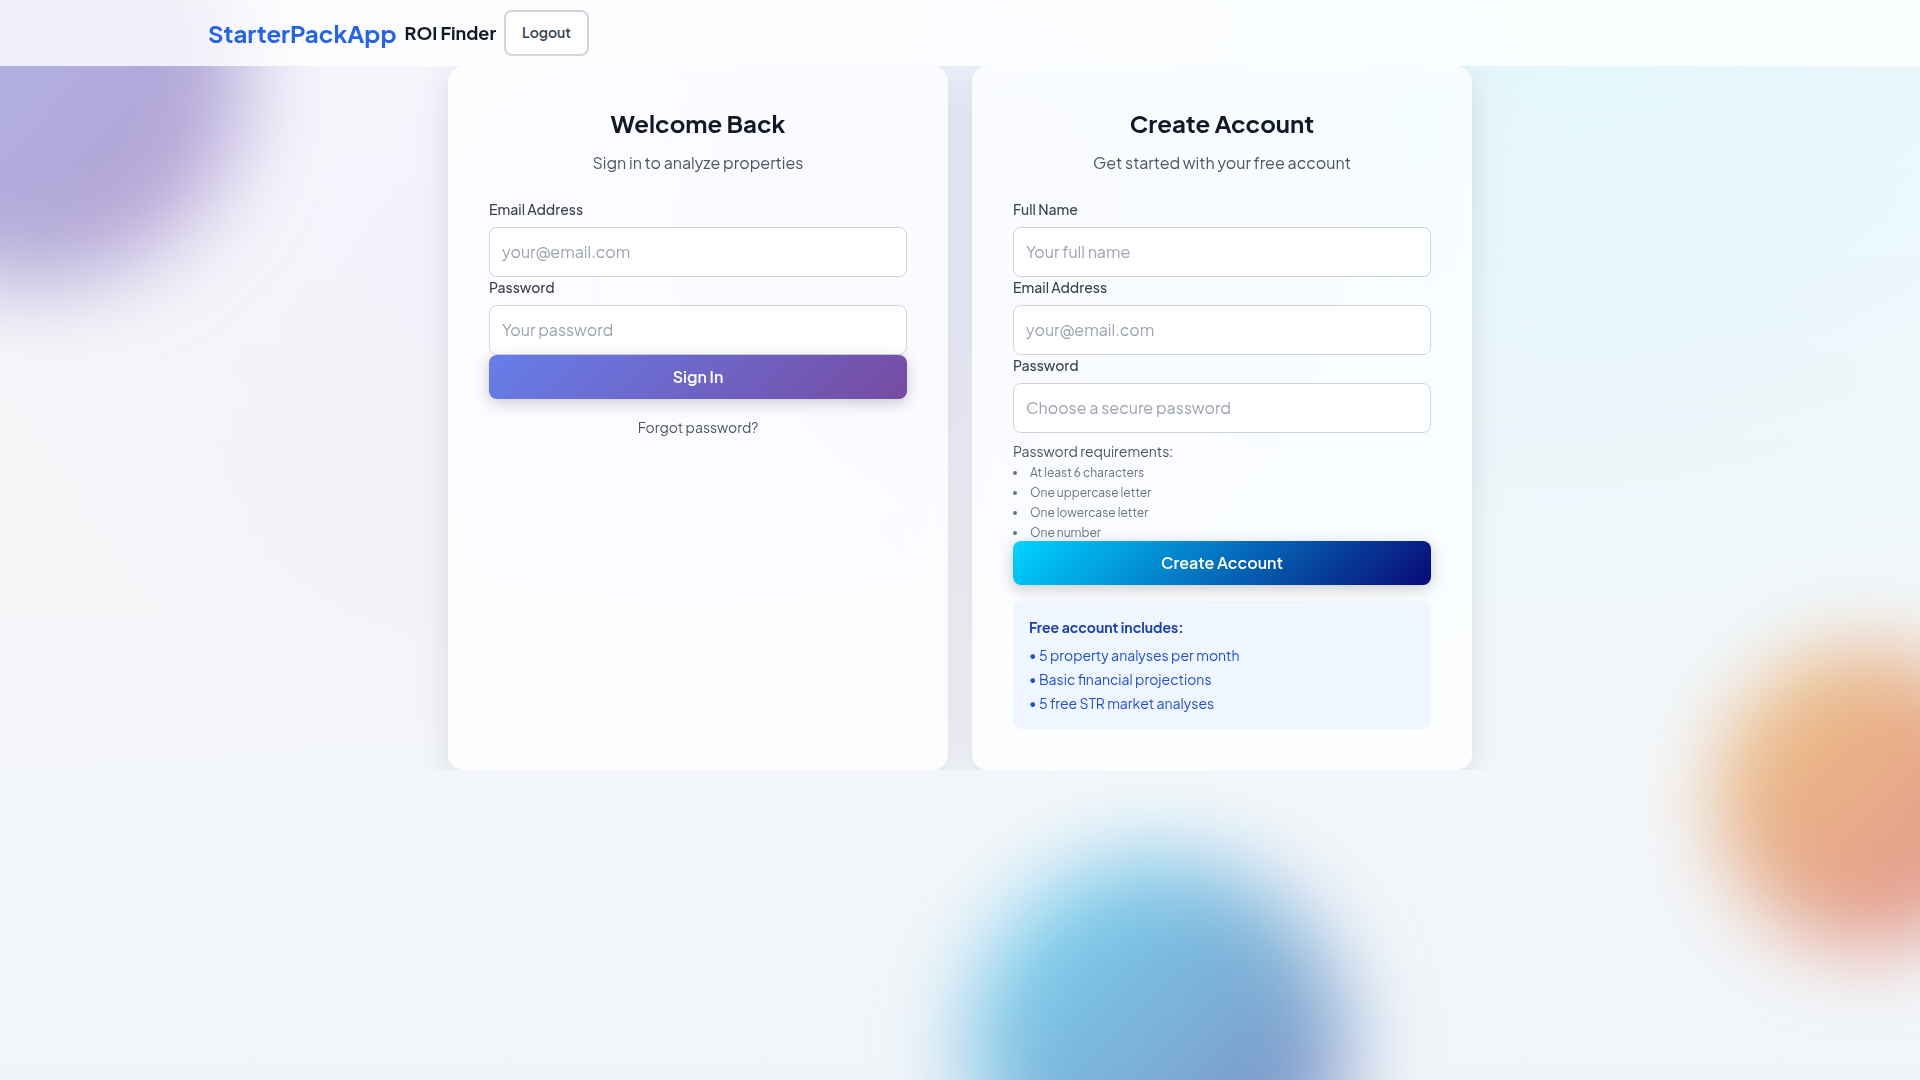 StarterPackApp ROI Finder Logout
Welcome Back
Sign in to analyze properties
Email Address
your@email.com
Password
Your password
Sign In
Forgot password?
Create Account
Get started with your free account
Full Name
Your full name
Email Address
your@email.com
Password
Choose a secure password
Password requirements:
• At least 6 characters
• One uppercase letter
• One lowercase letter
• One number
Create Account
Free account includes:
• 5 property analyses per month
• Basic financial projections
• 5 free STR market analyses